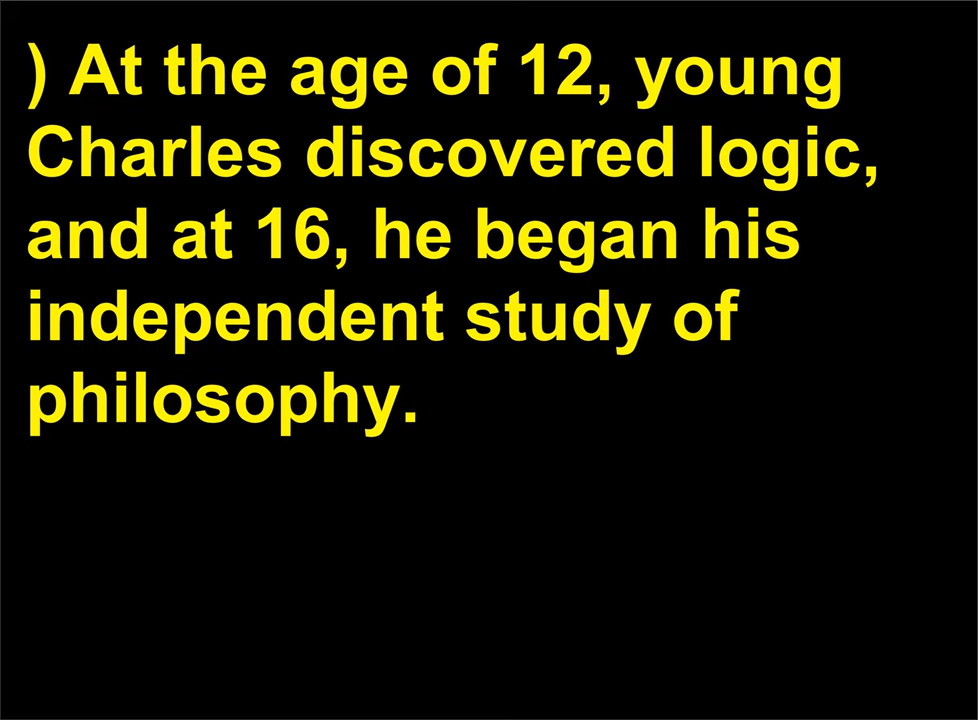 ) At the age of 12, young
Charles discovered logic,
and at 16, he began his
independent study of
philosophy.